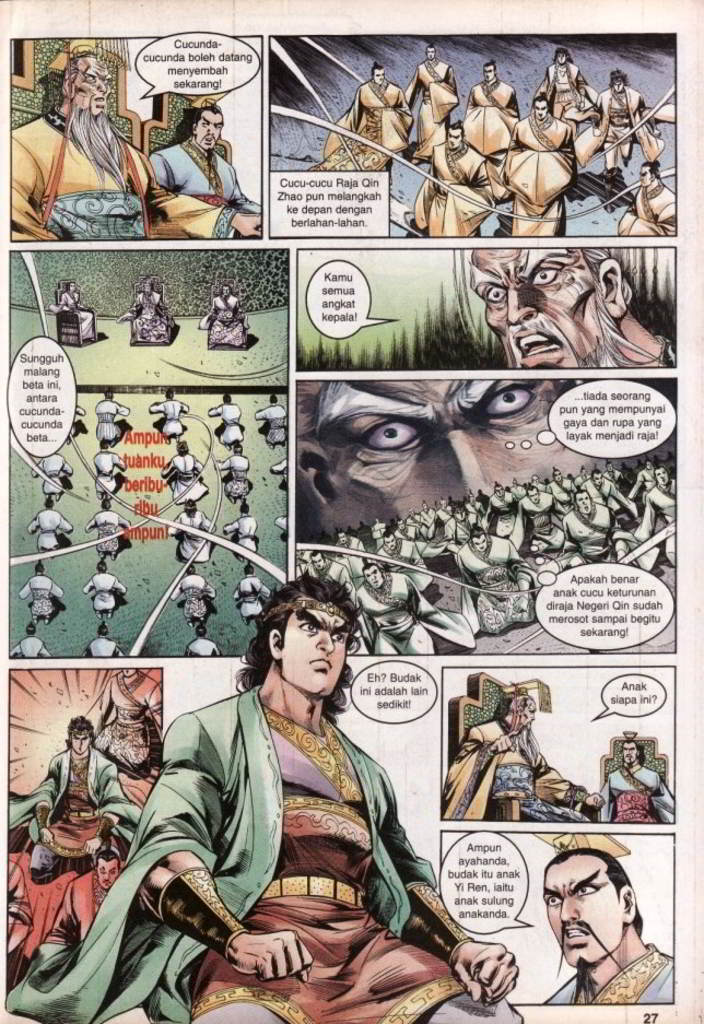 Cucunda-
cucunda boleh datang
menyembah
sekarang!
Cucu-cucu Raja Qin
Zhao pun melangkah
ke depan dengan
berlahan-lahan.
Sungguh
malang
beta ini,
antara
cucunda-
cucunda
beta...
Ampun
tuanku
beribu-
ribu
ampun!
Kamu
semua
angkat
kepala!
...tiada seorang
pun yang mempunyai
gaya dan rupa yang
layak menjadi raja!
Apakah benar
anak cucu keturunan
diraja Negeri Qin sudah
merosot sampai begitu
sekarang!
Eh? Budak
ini adalah lain
sedikit!
Anak
siapa ini?
Ampun
ayahanda,
budak itu anak
Yi Ren, iaitu
anak sulung
anakanda.
27